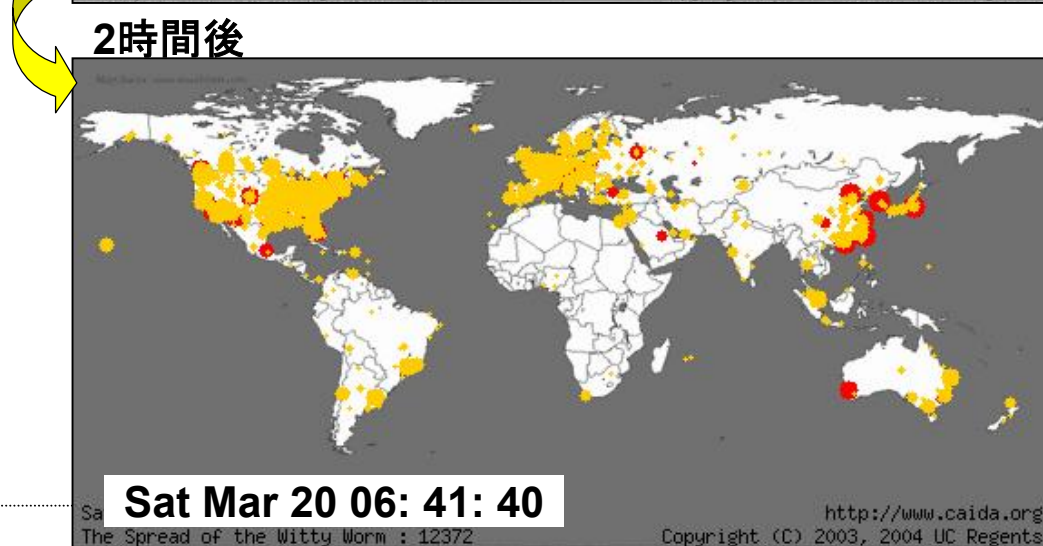 2時間後
Sat Mar 20 06: 41: 40
Sa
http://www.caida.org
The Spread of the Witty Worm : 12372
Copyright (C) 2003, 2004 UC Regents